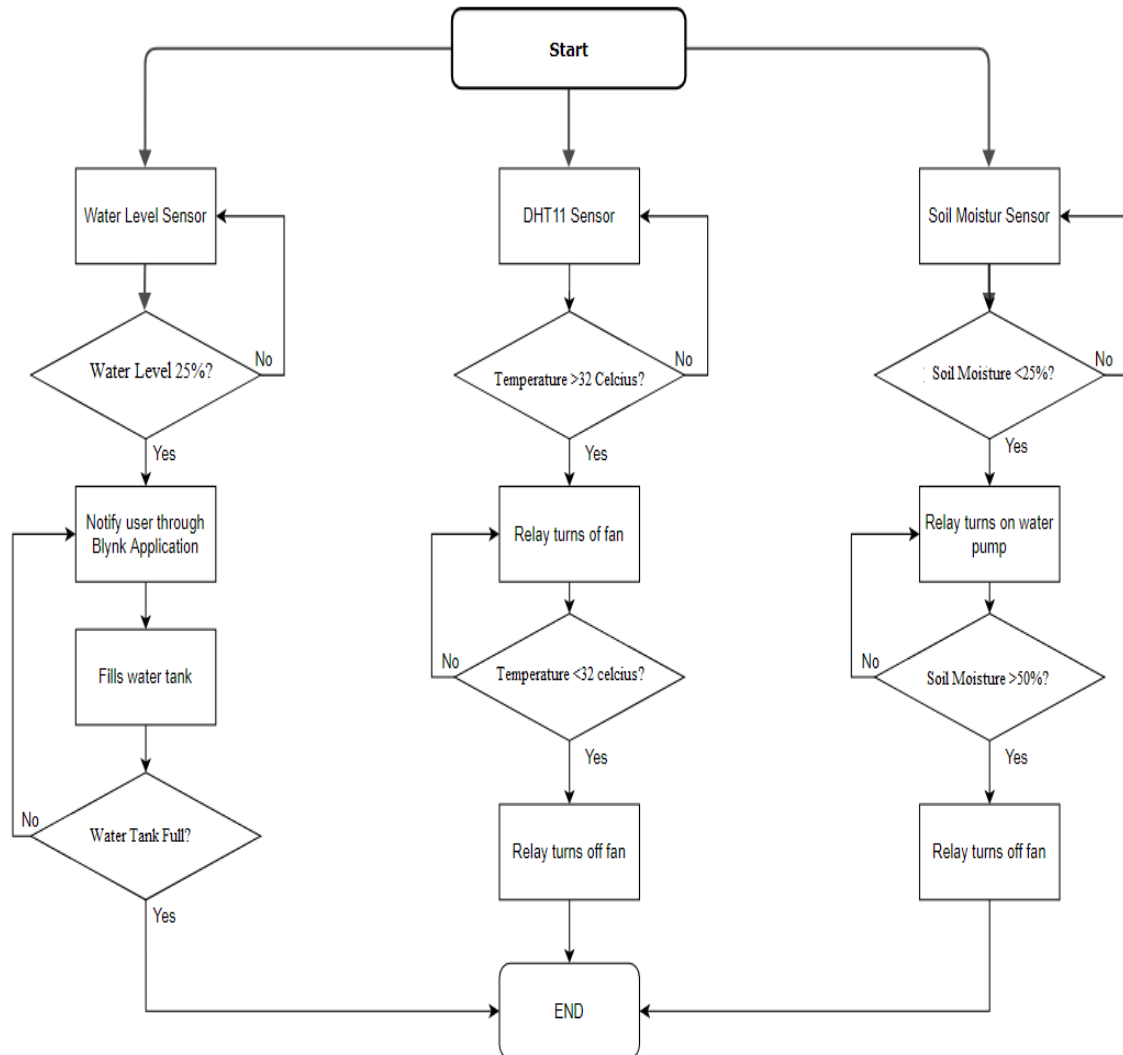 Start
Water Level Sensor
DHT11 Sensor
Soil Moistur Sensor
Water Level 25%?
No
Temperature >32 Celcius?
No
Soil Moisture <25%?
No
Yes
Yes
Yes
Notify user through
Blynk Application
Relay turns of fan
Relay turns on water
pump
Fills water tank
No
Temperature <32 celcius?
No
Soil Moisture >50%?
Yes
Yes
No
Water Tank Full?
Relay turns off fan
Relay turns off fan
Yes
END